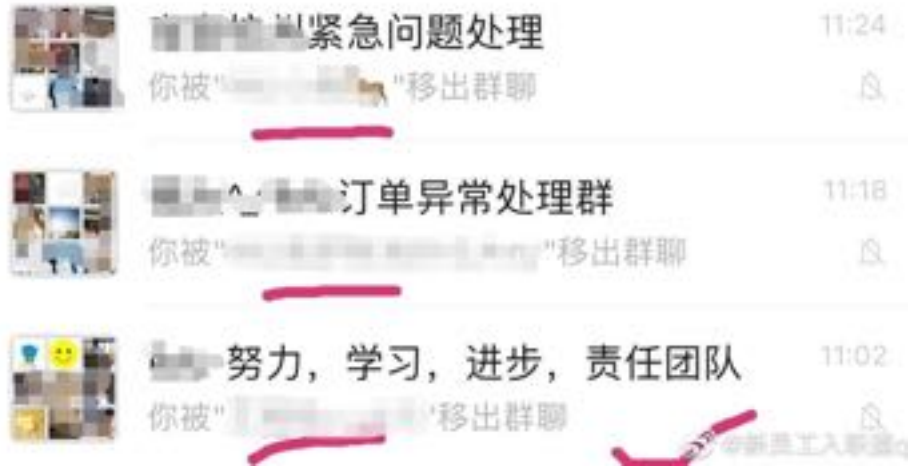 紧急问题处理 11:24
你被" "移出群聊
订单异常处理群 11:18
你被" "移出群聊
努力，学习，进步，责任团队 11:02
你被" "移出群聊